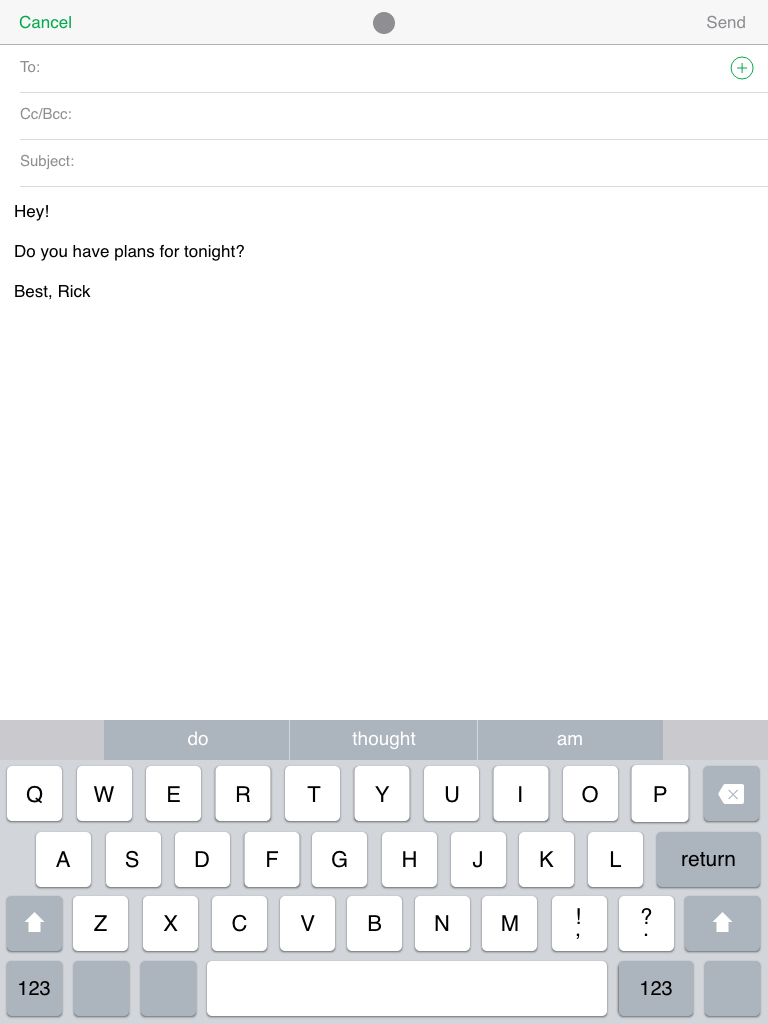 Cancel Send
To:
Cc/Bcc:
Subject:
Hey!
Do you have plans for tonight?
Best, Rick
do thought am
Q W E R T Y U I O P
A S D F G H J K L return
Z X C V B N M ! , ? .
123 123